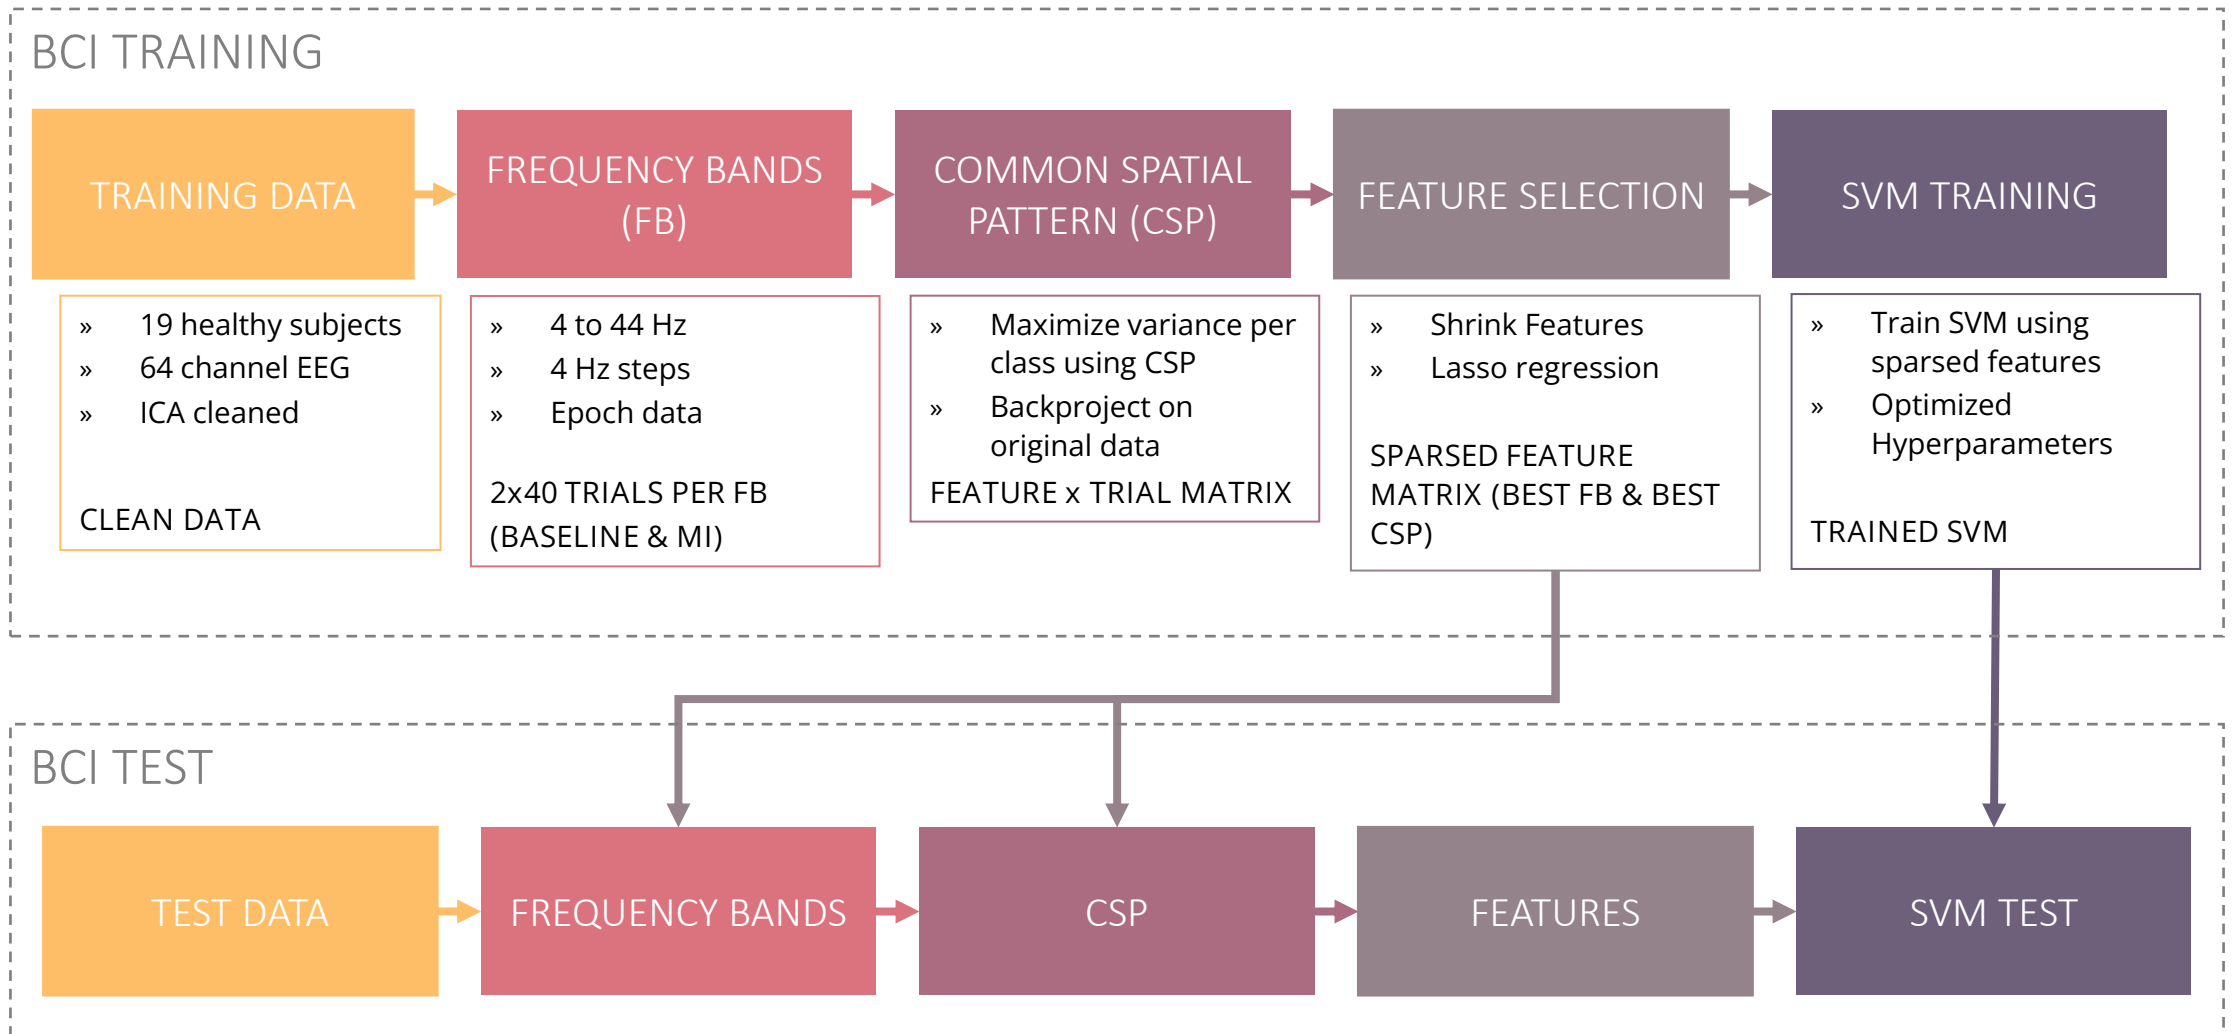 BCI TRAINING
TRAINING DATA
FREQUENCY BANDS
(FB)
COMMON SPATIAL
PATTERN (CSP)
FEATURE SELECTION
SVM TRAINING
» 19 healthy subjects
» 64 channel EEG
» ICA cleaned
CLEAN DATA
» 4 to 44 Hz
» 4 Hz steps
» Epoch data
2x40 TRIALS PER FB
(BASELINE & MI)
» Maximize variance per
class using CSP
» Backproject on
original data
FEATURE x TRIAL MATRIX
» Shrink Features
» Lasso regression
SPARSED FEATURE
MATRIX (BEST FB & BEST
CSP)
» Train SVM using
sparsed features
» Optimized
Hyperparameters
TRAINED SVM
BCI TEST
TEST DATA
FREQUENCY BANDS
CSP
FEATURES
SVM TEST